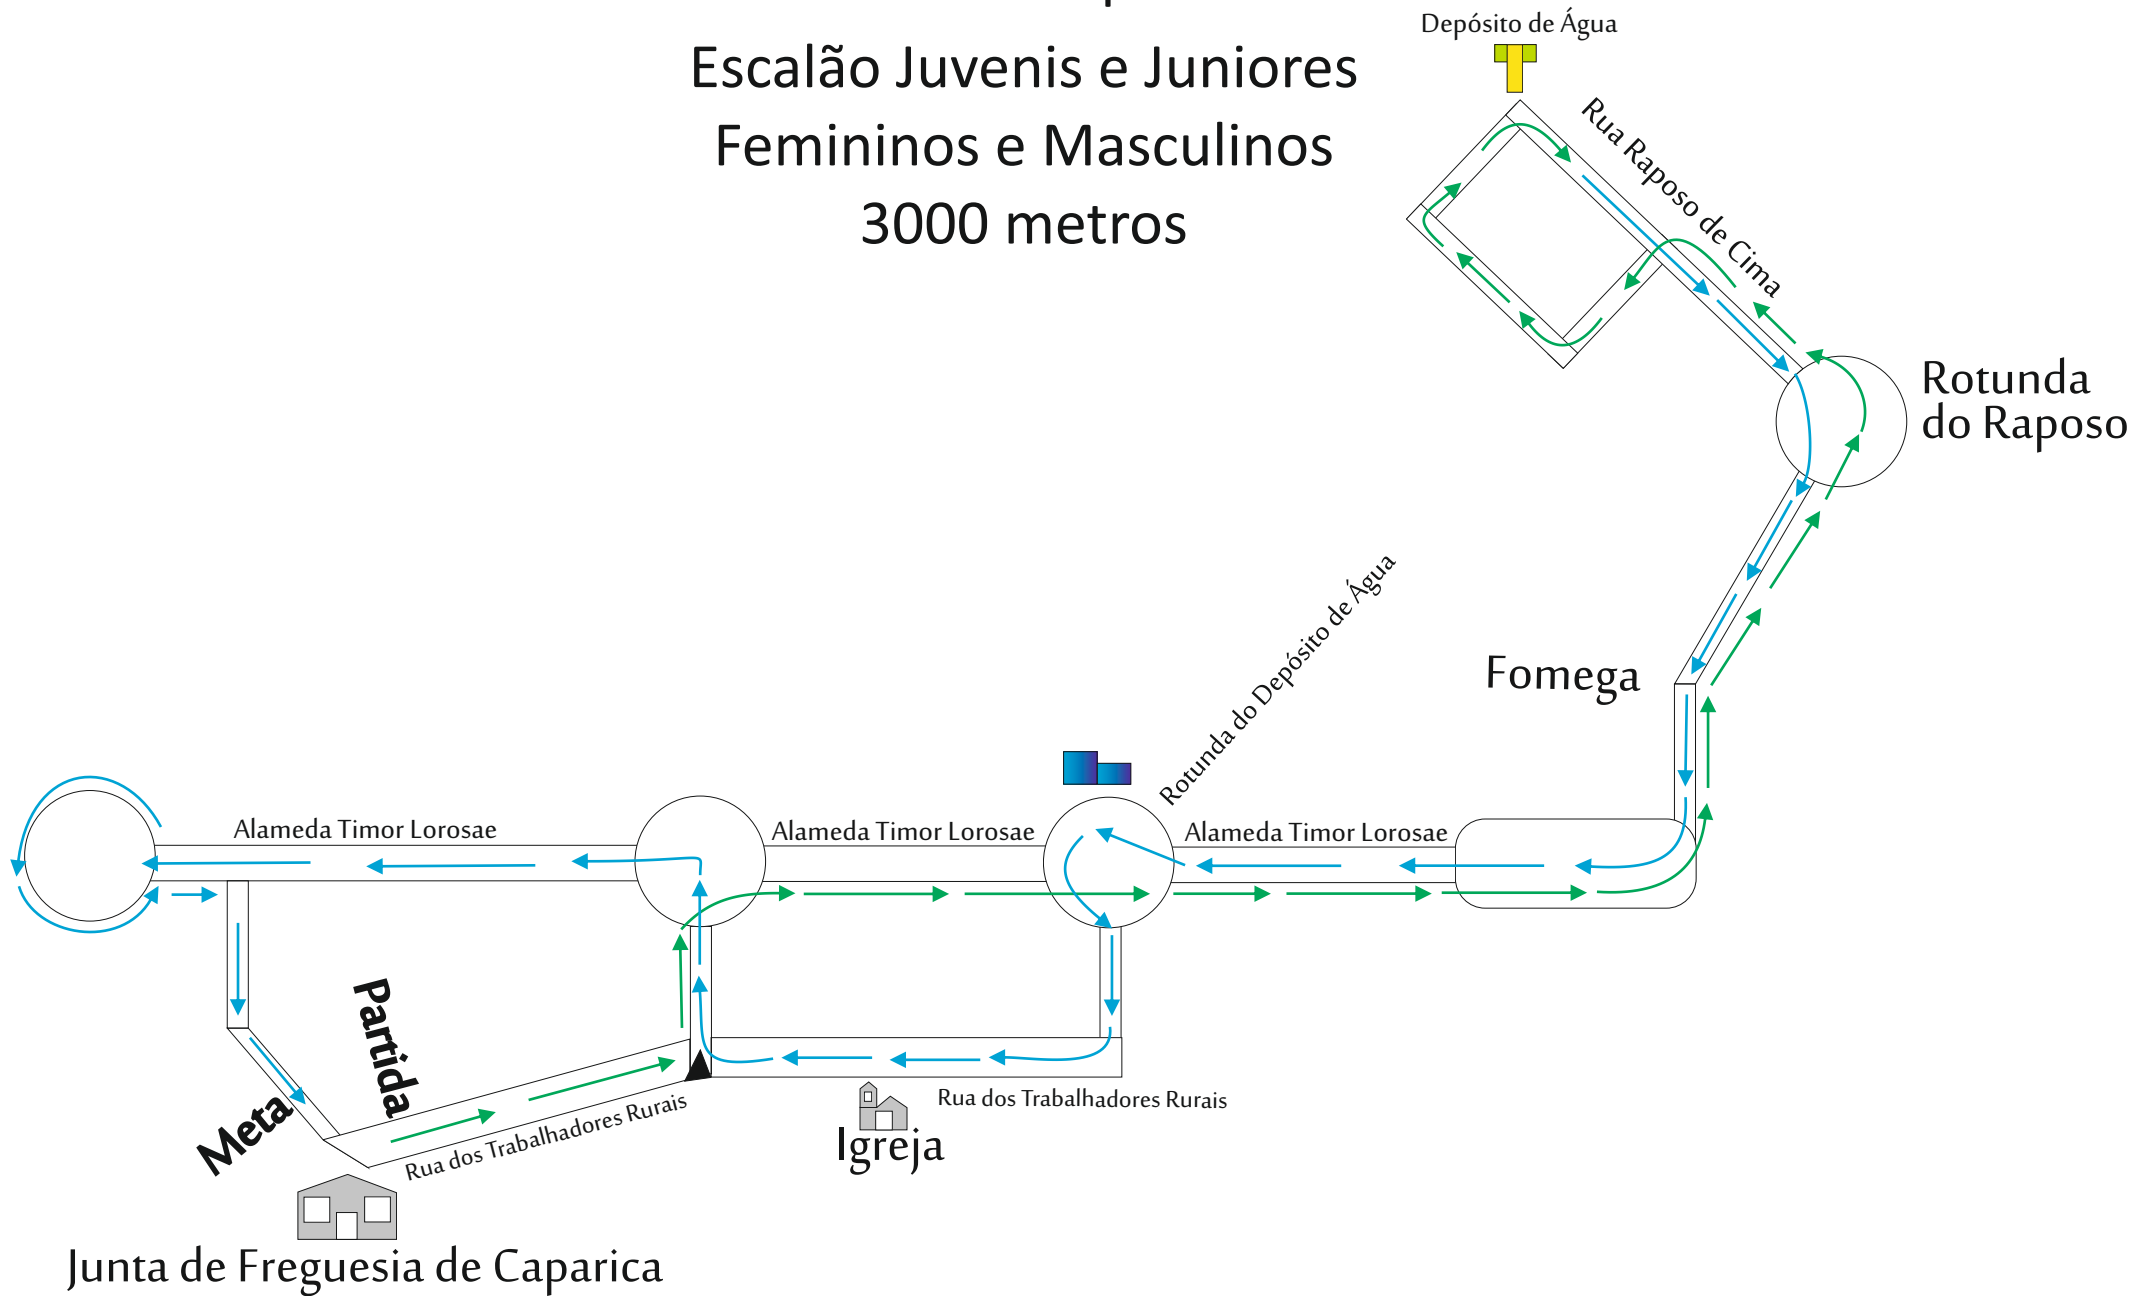 Escalão Juvenis e Juniores
Femininos e Masculinos
3000 metros
Depósito de Água
Rua Raposo de Cima
Rotunda
do Raposo
Rotunda do Depósito de Água
Fomega
Alameda Timor Lorosae
Alameda Timor Lorosae
Alameda Timor Lorosae
Partida
Meta
Rua dos Trabalhadores Rurais
Rua dos Trabalhadores Rurais
Igreja
Junta de Freguesia de Caparica